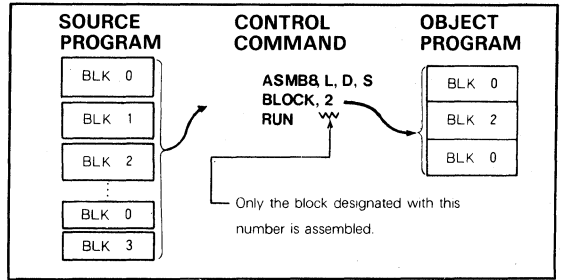 SOURCE PROGRAM
BLK 0
BLK 1
BLK 2
BLK 0
BLK 3
CONTROL COMMAND
ASMB8, L, D, S
BLOCK, 2
RUN
Only the block designated with this
number is assembled.
OBJECT PROGRAM
BLK 0
BLK 2
BLK 0